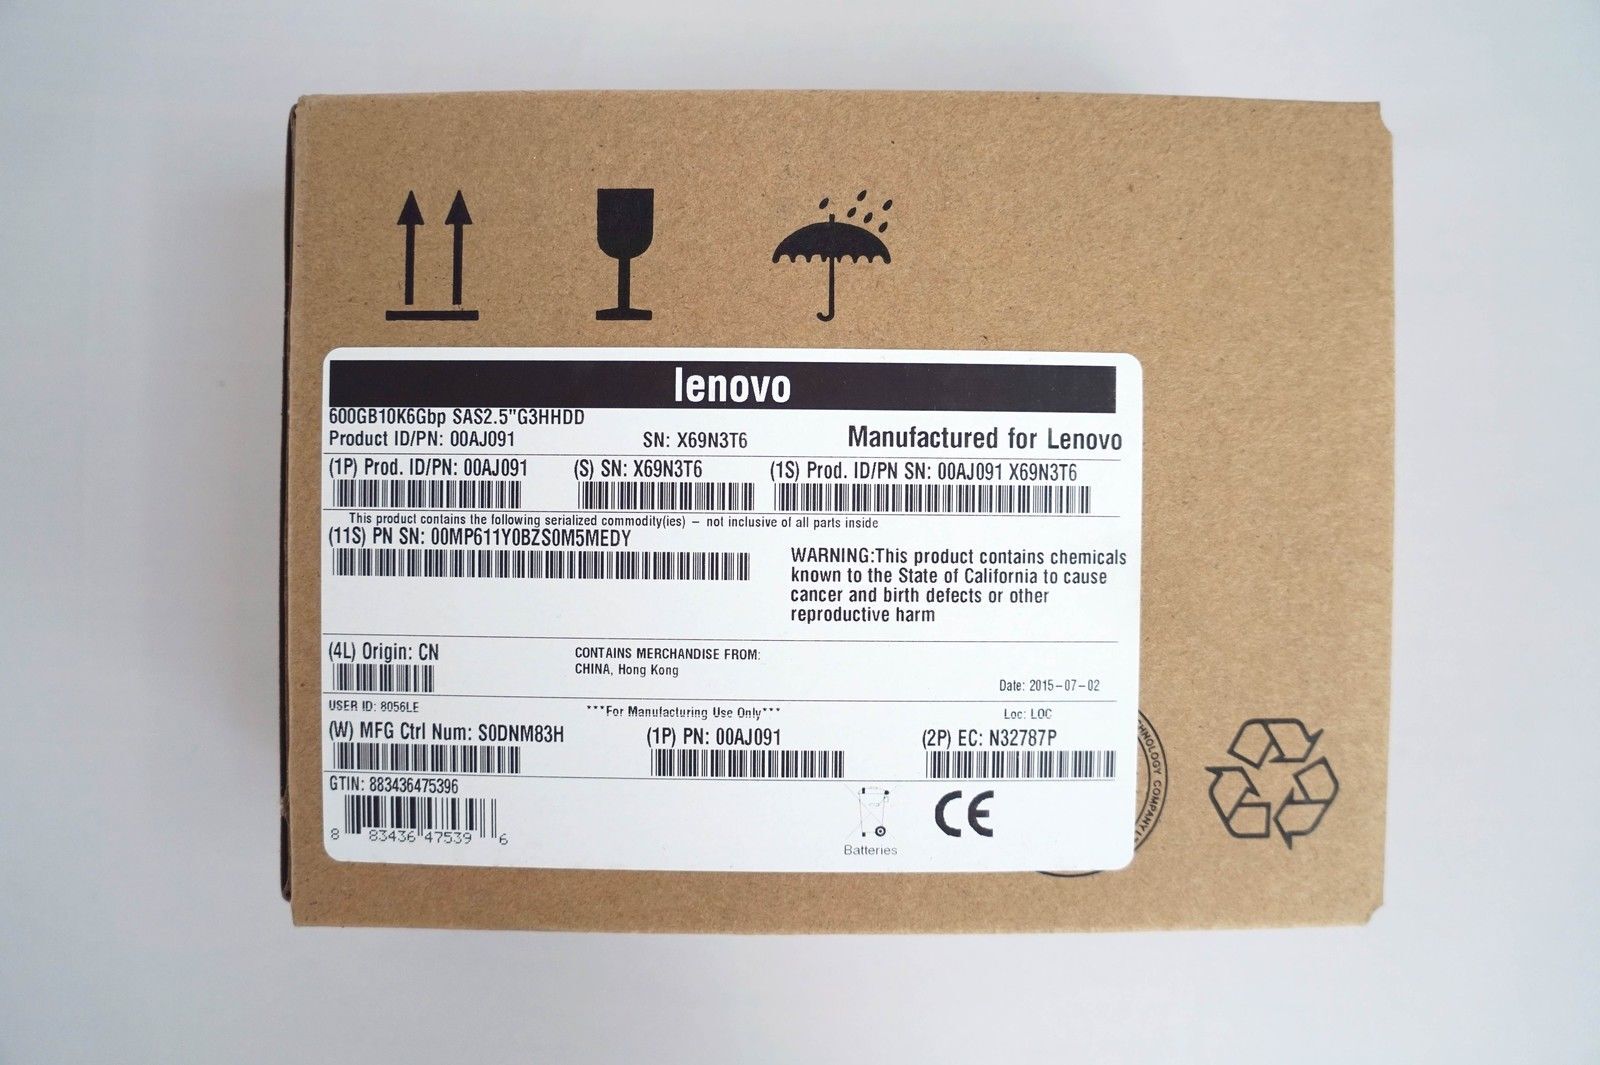 lenovo
600GB10K6Gbp SAS2.5"G3HHDD
Product ID/PN: 00AJ091 SN: X69N3T6 Manufactured for Lenovo
(1P) Prod. ID/PN: 00AJ091 (S) SN: X69N3T6 (1S) Prod. ID/PN SN: 00AJ091 X69N3T6
This product contains the following serialized commodity(ies) – not inclusive of all parts inside
(11S) PN SN: 00MP611Y0BZS0M5MEDY
WARNING:This product contains chemicals
known to the State of California to cause
cancer and birth defects or other
reproductive harm
(4L) Origin: CN
CONTAINS MERCHANDISE FROM:
CHINA, Hong Kong
Date: 2015-07-02
USER ID: 8056LE ***For Manufacturing Use Only*** Loc: LOC
(W) MFG Ctrl Num: S0DNM83H (1P) PN: 00AJ091 (2P) EC: N32787P
GTIN: 883436475396
8 83436 47539 6
CE
Batteries
COMPANY